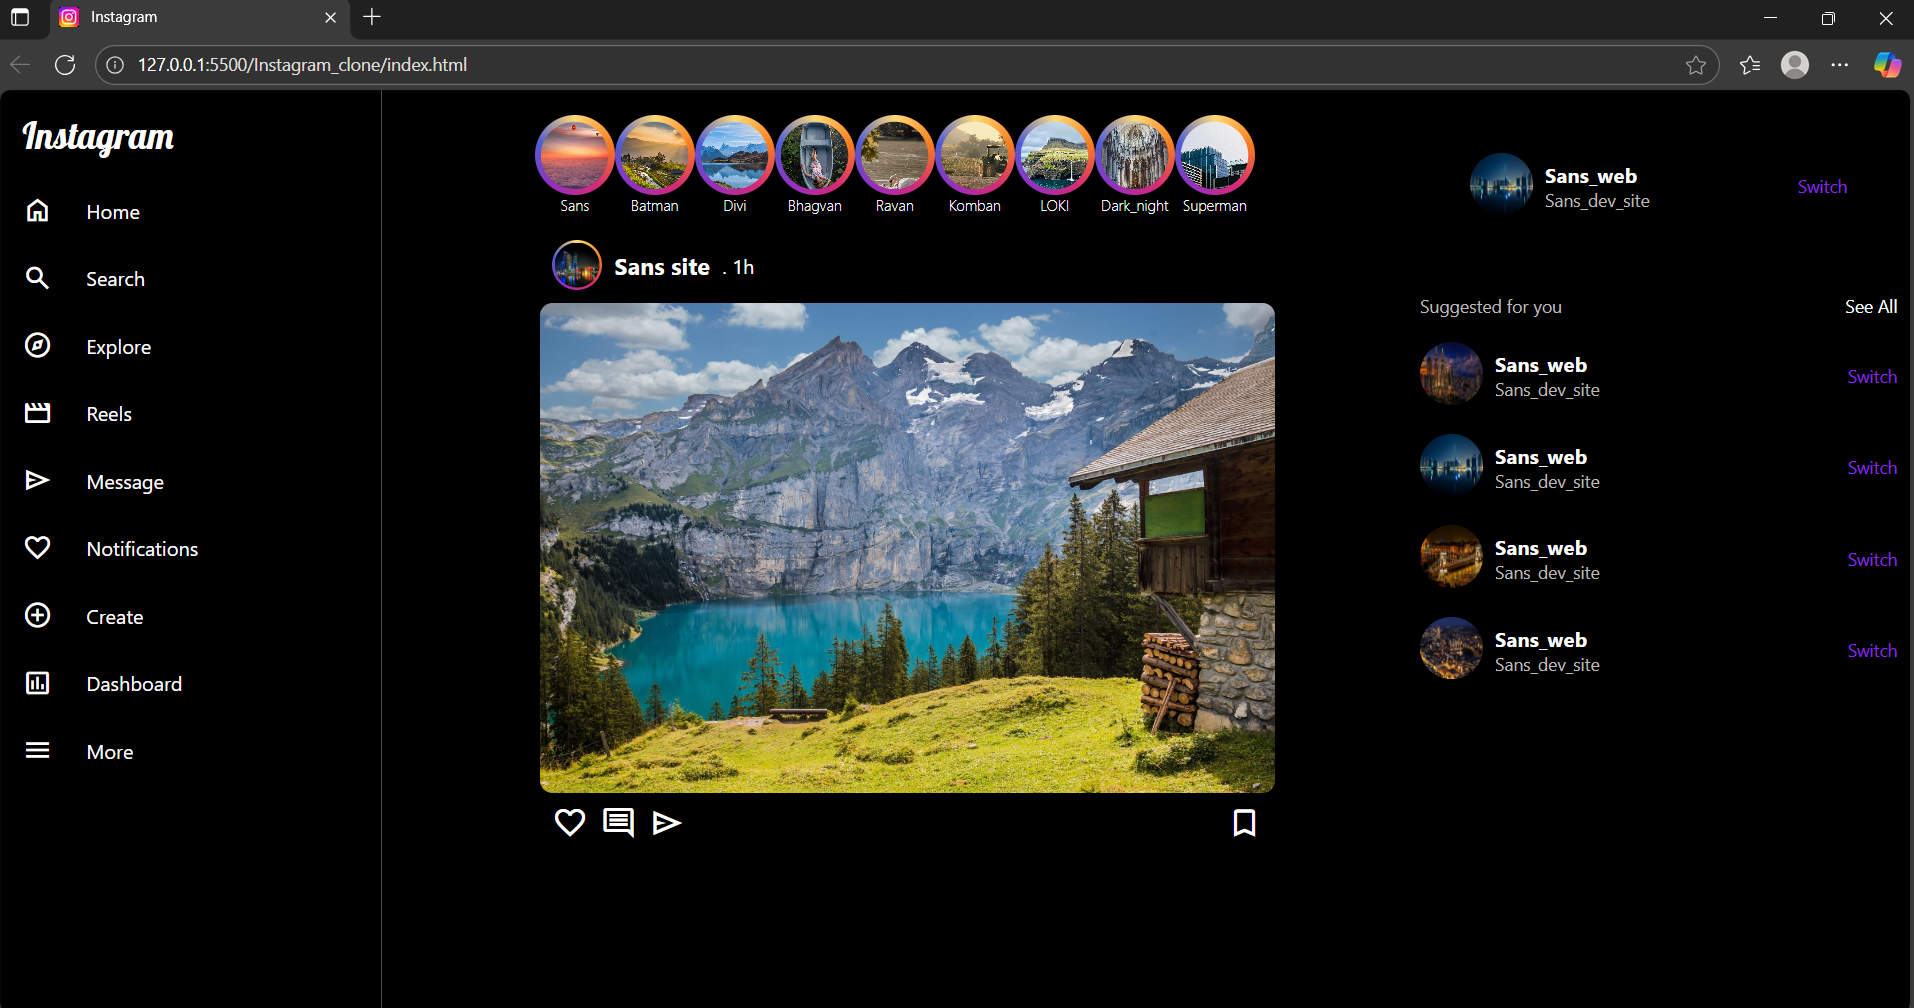 Instagram
127.0.0.1:5500/Instagram_clone/index.html
Instagram
Home
Search
Explore
Reels
Message
Notifications
Create
Dashboard
More
Sans Batman Divi Bhagvan Ravan Komban LOKI Dark_night Superman
Sans site . 1h
Sans_web
Sans_dev_site
Switch
Suggested for you See All
Sans_web
Sans_dev_site
Switch
Sans_web
Sans_dev_site
Switch
Sans_web
Sans_dev_site
Switch
Sans_web
Sans_dev_site
Switch